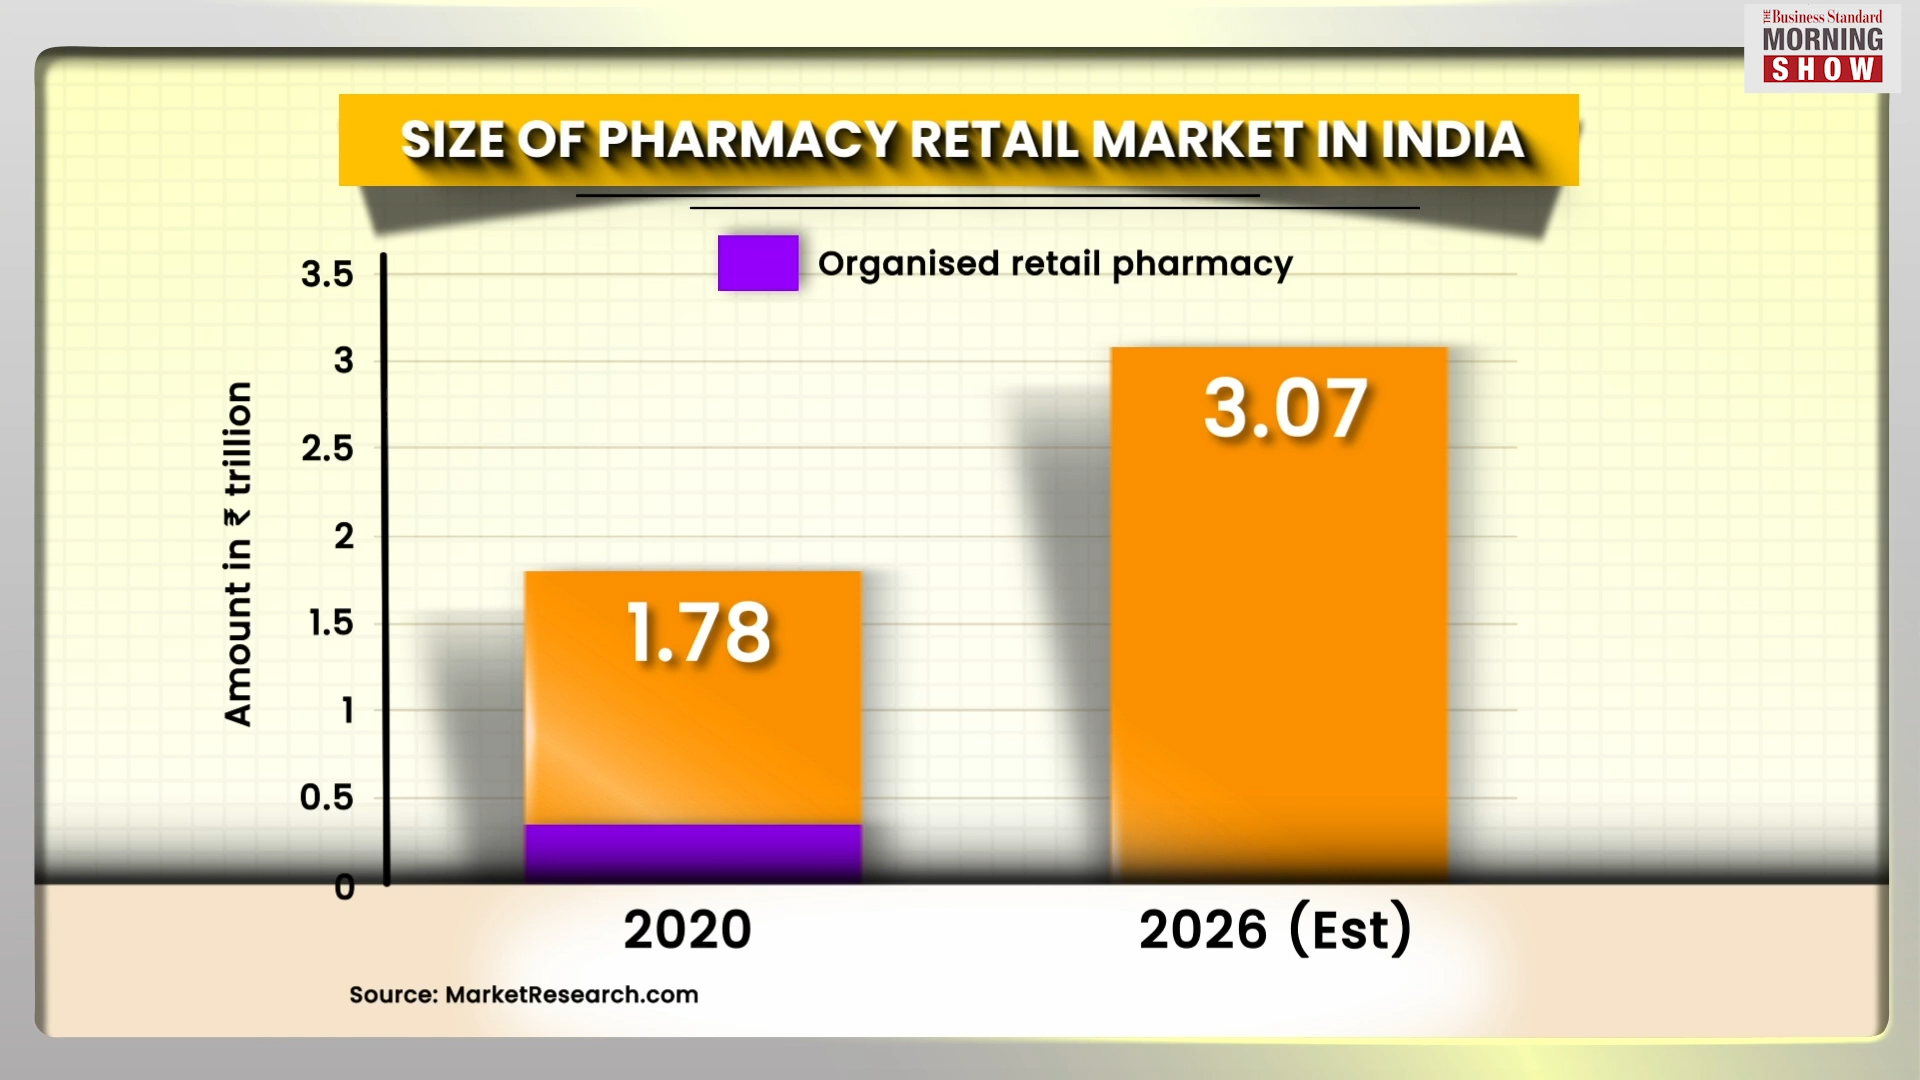 THE Business Standard
MORNING
SHOW
SIZE OF PHARMACY RETAIL MARKET IN INDIA
Organised retail pharmacy
Amount in ₹ trillion
3.5
3
2.5
2
1.5
1
0.5
0
1.78
3.07
2020
2026 (Est)
Source: MarketResearch.com